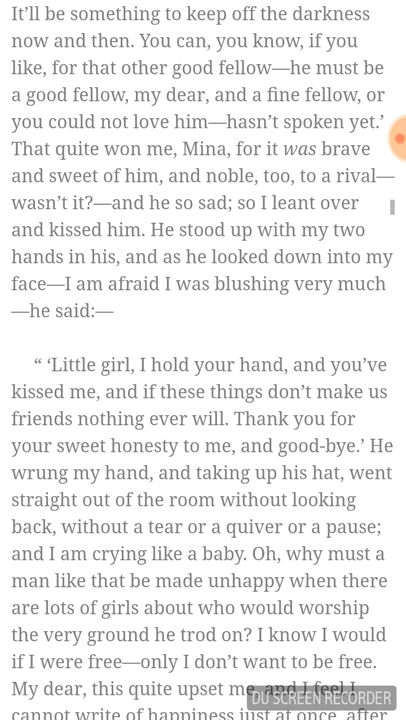 It’ll be something to keep off the darkness
now and then. You can, you know, if you
like, for that other good fellow—he must be
a good fellow, my dear, and a fine fellow, or
you could not love him—hasn’t spoken yet.’
That quite won me, Mina, for it was brave
and sweet of him, and noble, too, to a rival—
wasn’t it?—and he so sad; so I leant over
and kissed him. He stood up with my two
hands in his, and as he looked down into my
face—I am afraid I was blushing very much
—he said:—
“ ‘Little girl, I hold your hand, and you’ve
kissed me, and if these things don’t make us
friends nothing ever will. Thank you for
your sweet honesty to me, and good-bye.’ He
wrung my hand, and taking up his hat, went
straight out of the room without looking
back, without a tear or a quiver or a pause;
and I am crying like a baby. Oh, why must a
man like that be made unhappy when there
are lots of girls about who would worship
the very ground he trod on? I know I would
if I were free—only I don’t want to be free.
My dear, this quite upset me, and I feel I
DU SCREEN RECORDER
cannot write of happiness just at once, after